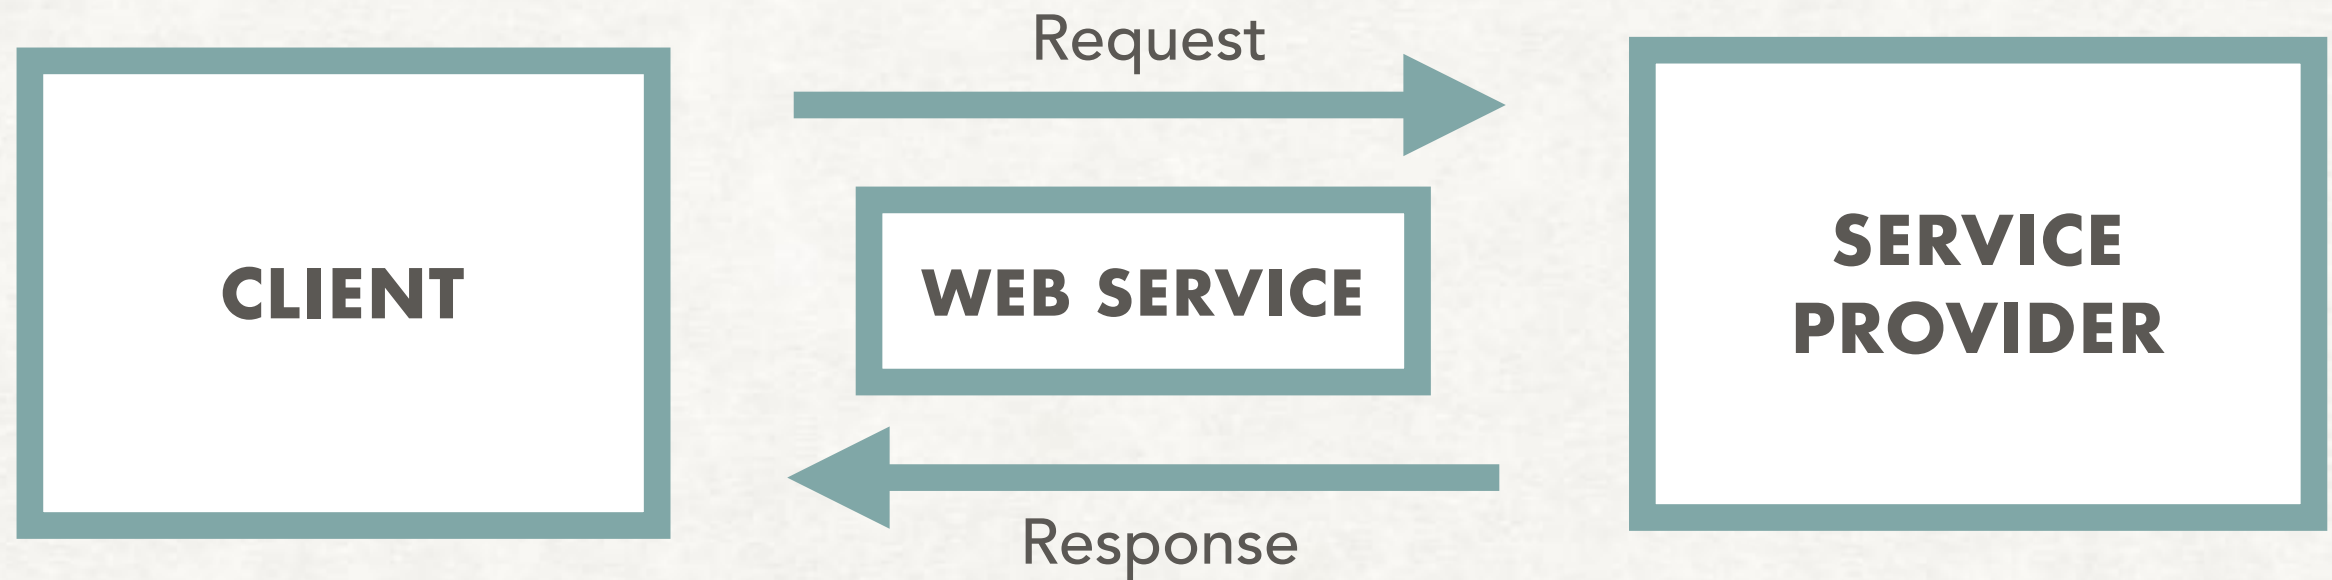 Request
CLIENT
WEB SERVICE
SERVICE
PROVIDER
Response